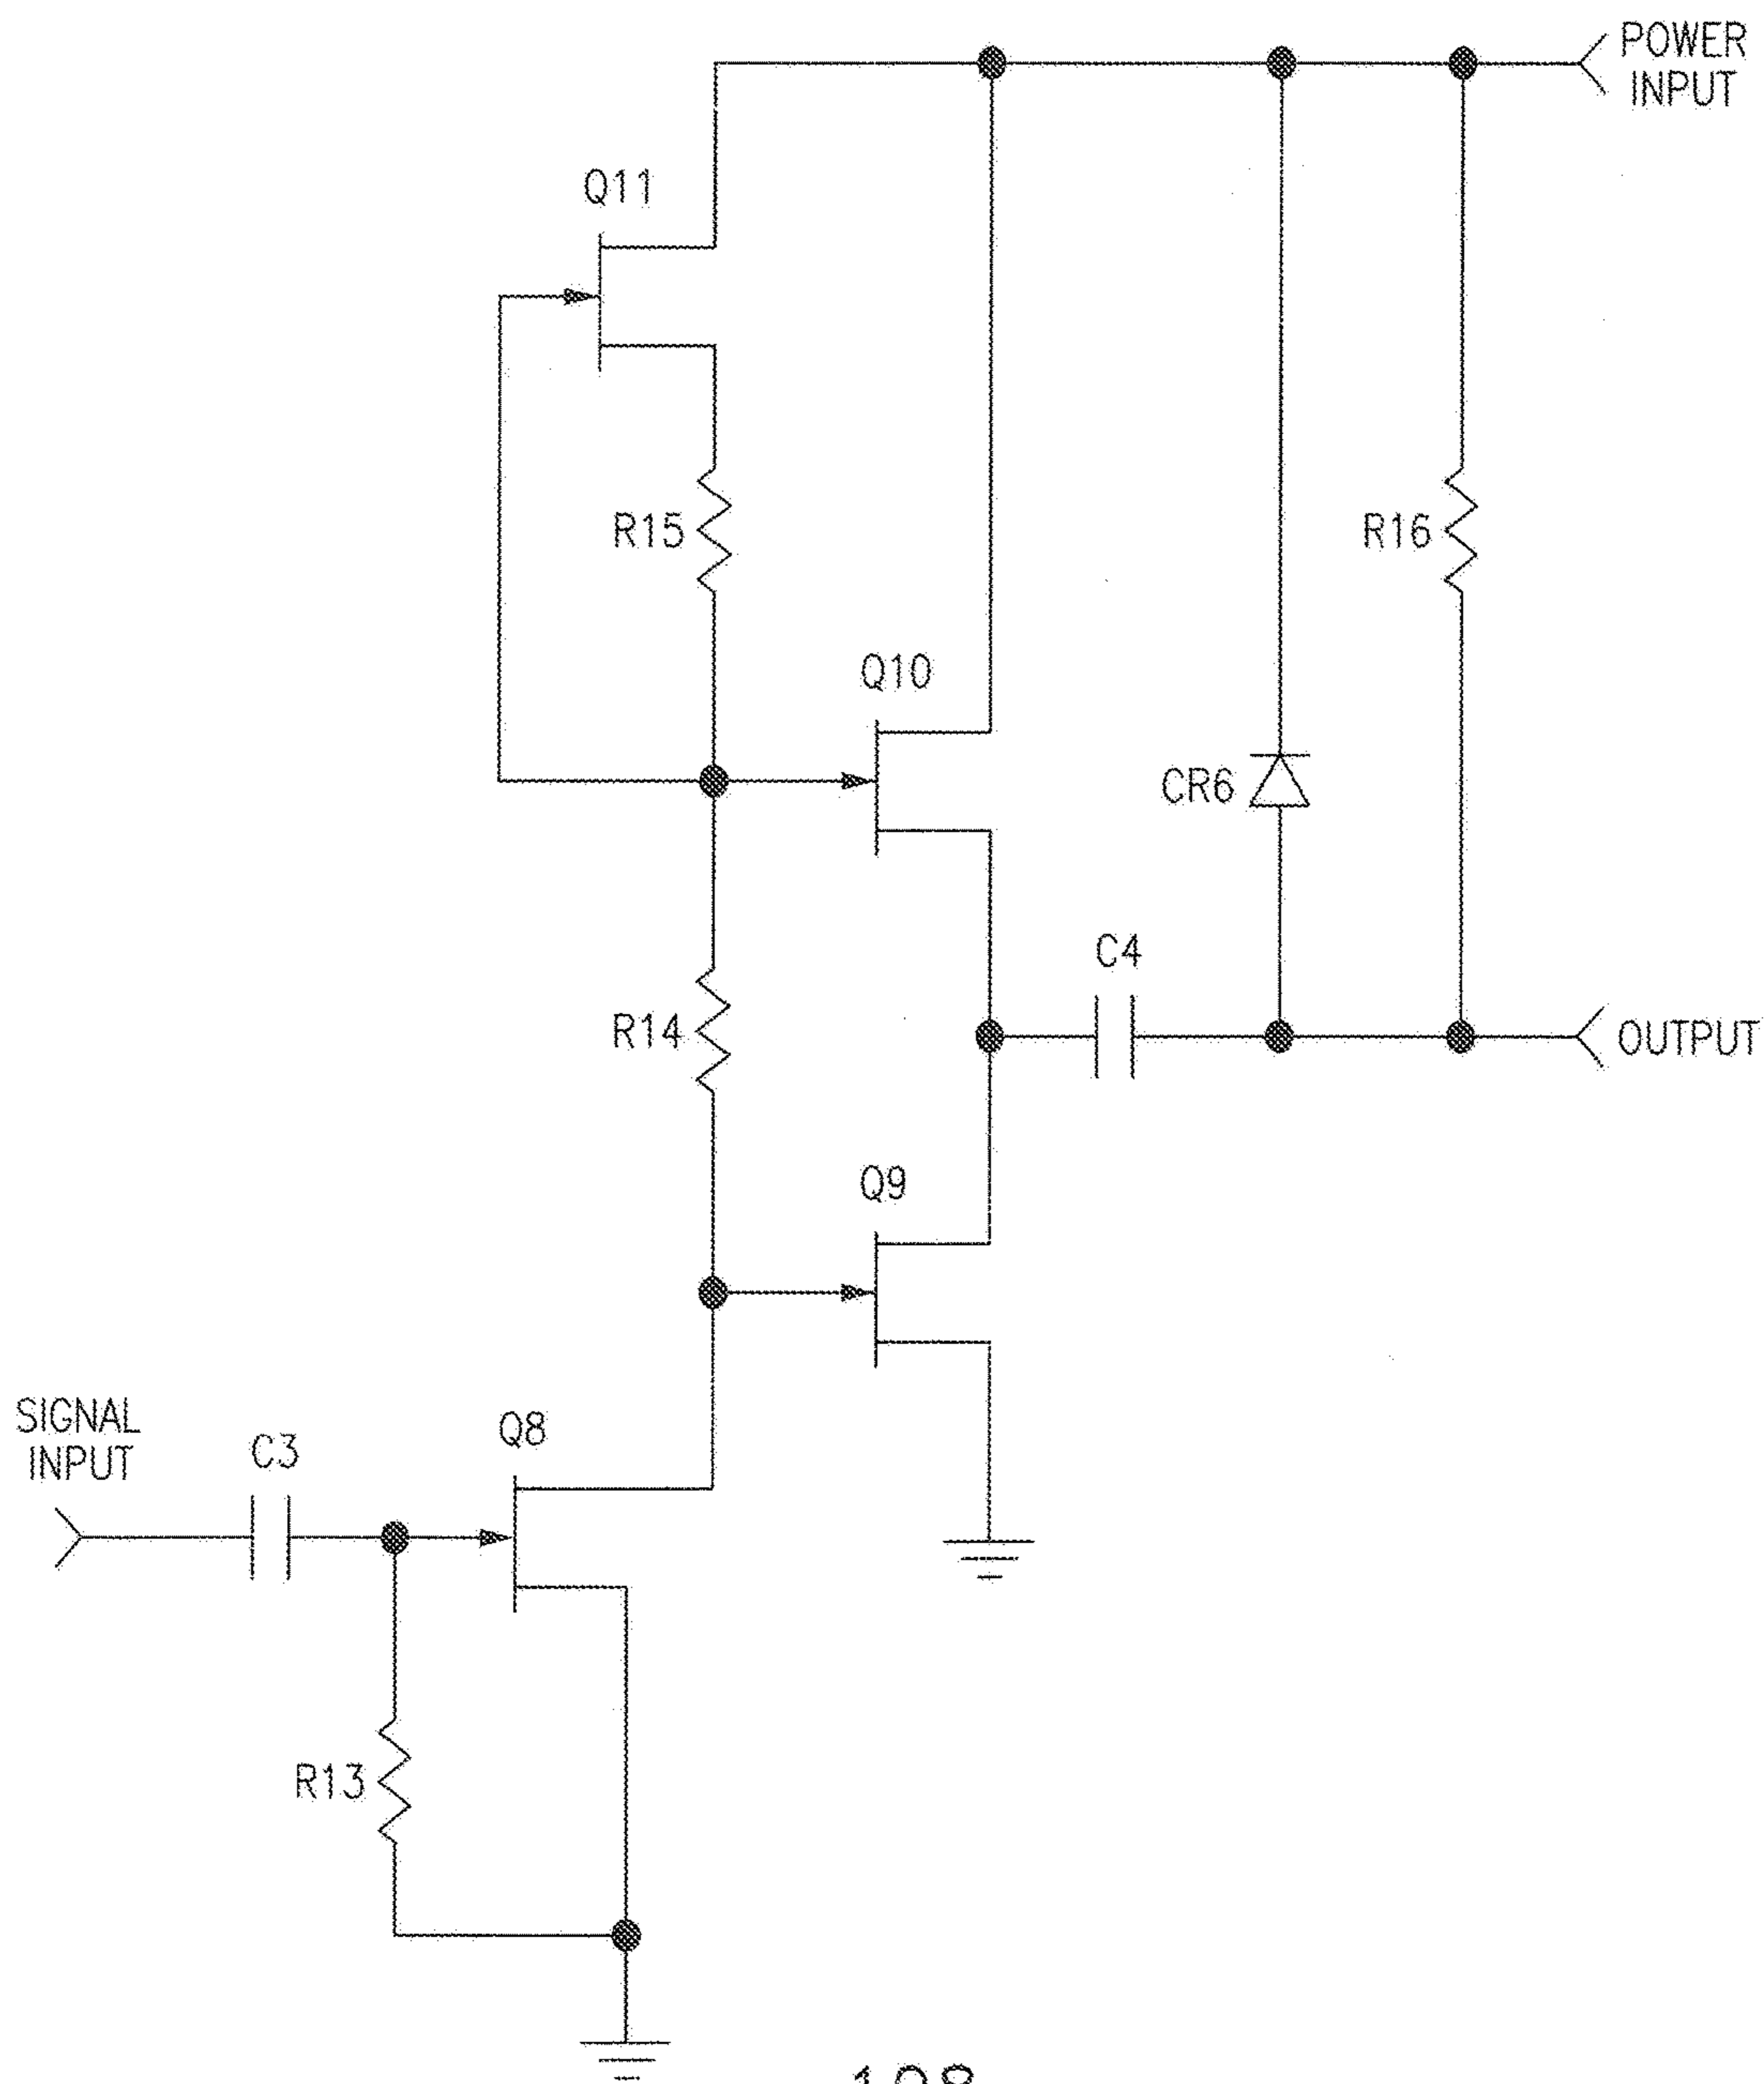 POWER
INPUT
Q11
R15
R16
Q10
CR6
C4
R14
OUTPUT
Q9
SIGNAL
INPUT
C3
Q8
R13